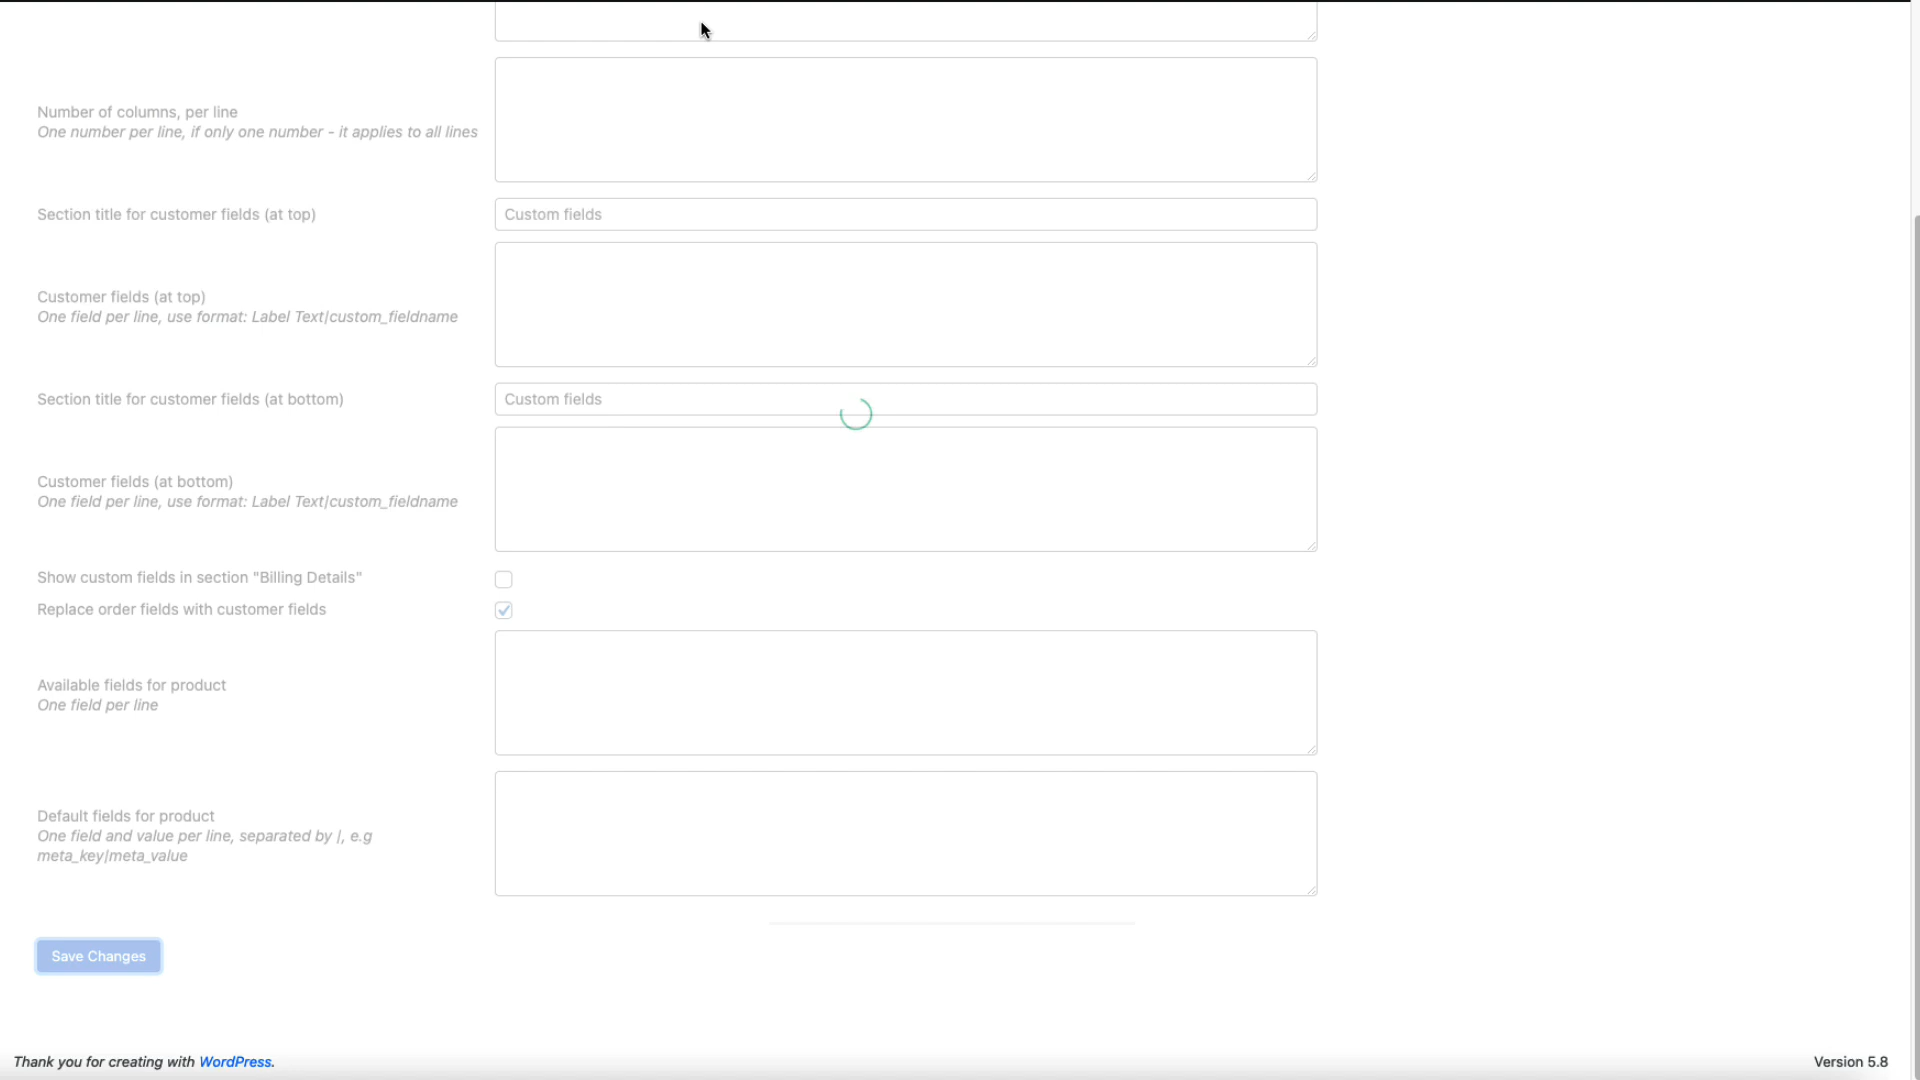 Number of columns, per line
One number per line, if only one number - it applies to all lines
Section title for customer fields (at top)
Custom fields
Customer fields (at top)
One field per line, use format: Label Text|custom_fieldname
Section title for customer fields (at bottom)
Custom fields
Customer fields (at bottom)
One field per line, use format: Label Text|custom_fieldname
Show custom fields in section "Billing Details"
Replace order fields with customer fields
Available fields for product
One field per line
Default fields for product
One field and value per line, separated by |, e.g
meta_key|meta_value
Save Changes
Thank you for creating with WordPress.
Version 5.8